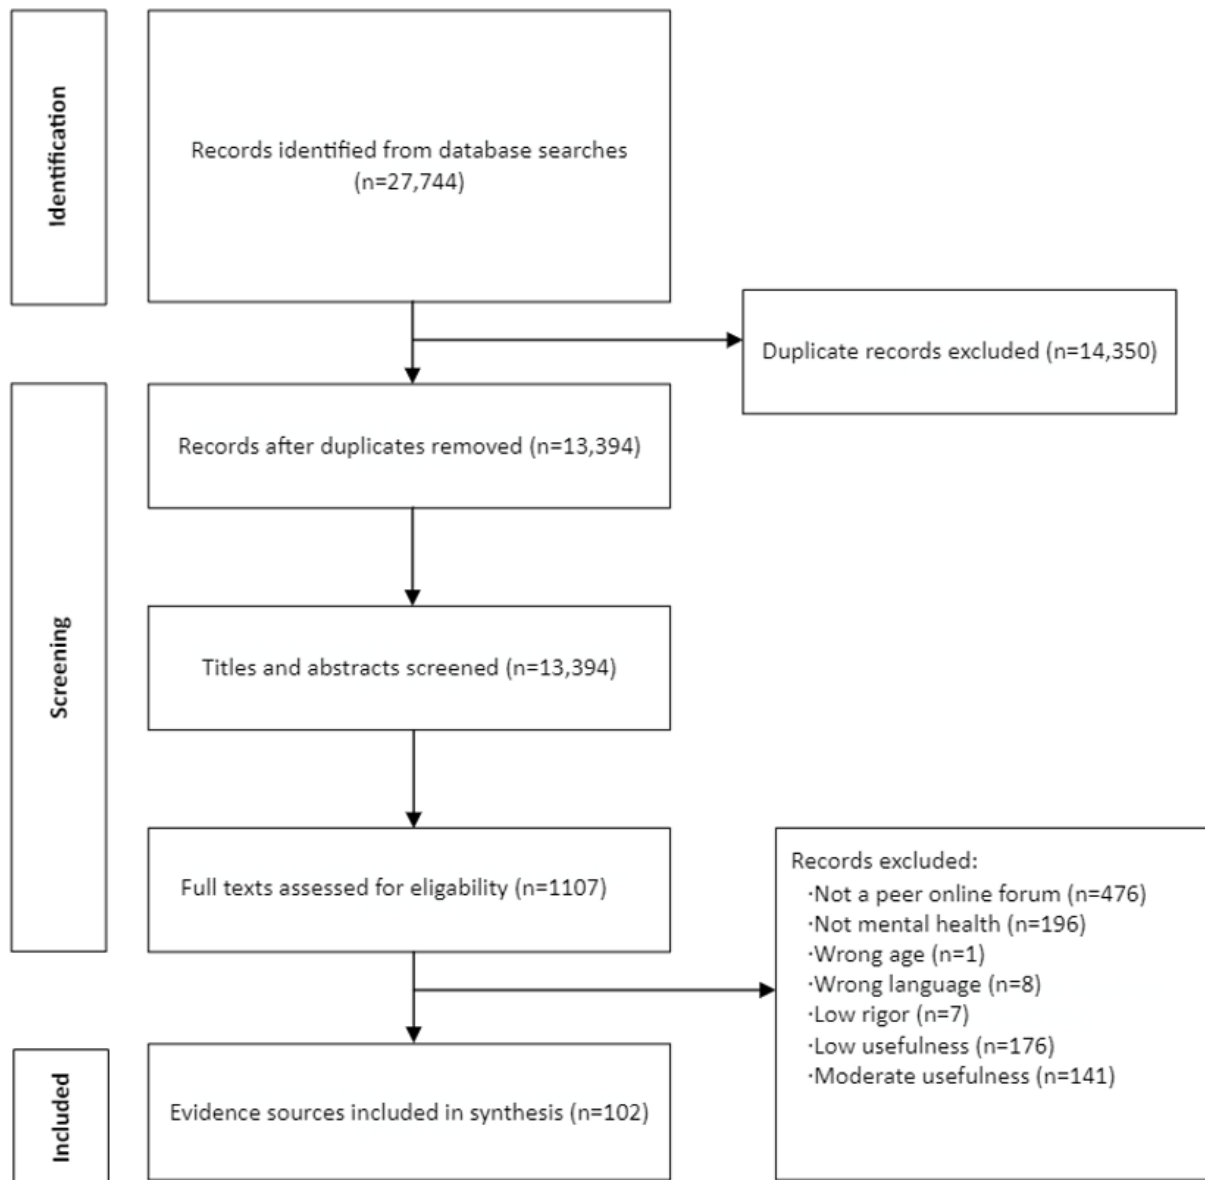 Identification
Records identified from database searches
(n=27,744)
Duplicate records excluded (n=14,350)
Screening
Records after duplicates removed (n=13,394)
Titles and abstracts screened (n=13,394)
Full texts assessed for eligability (n=1107)
Records excluded:
·Not a peer online forum (n=476)
·Not mental health (n=196)
·Wrong age (n=1)
·Wrong language (n=8)
·Low rigor (n=7)
·Low usefulness (n=176)
·Moderate usefulness (n=141)
Included
Evidence sources included in synthesis (n=102)